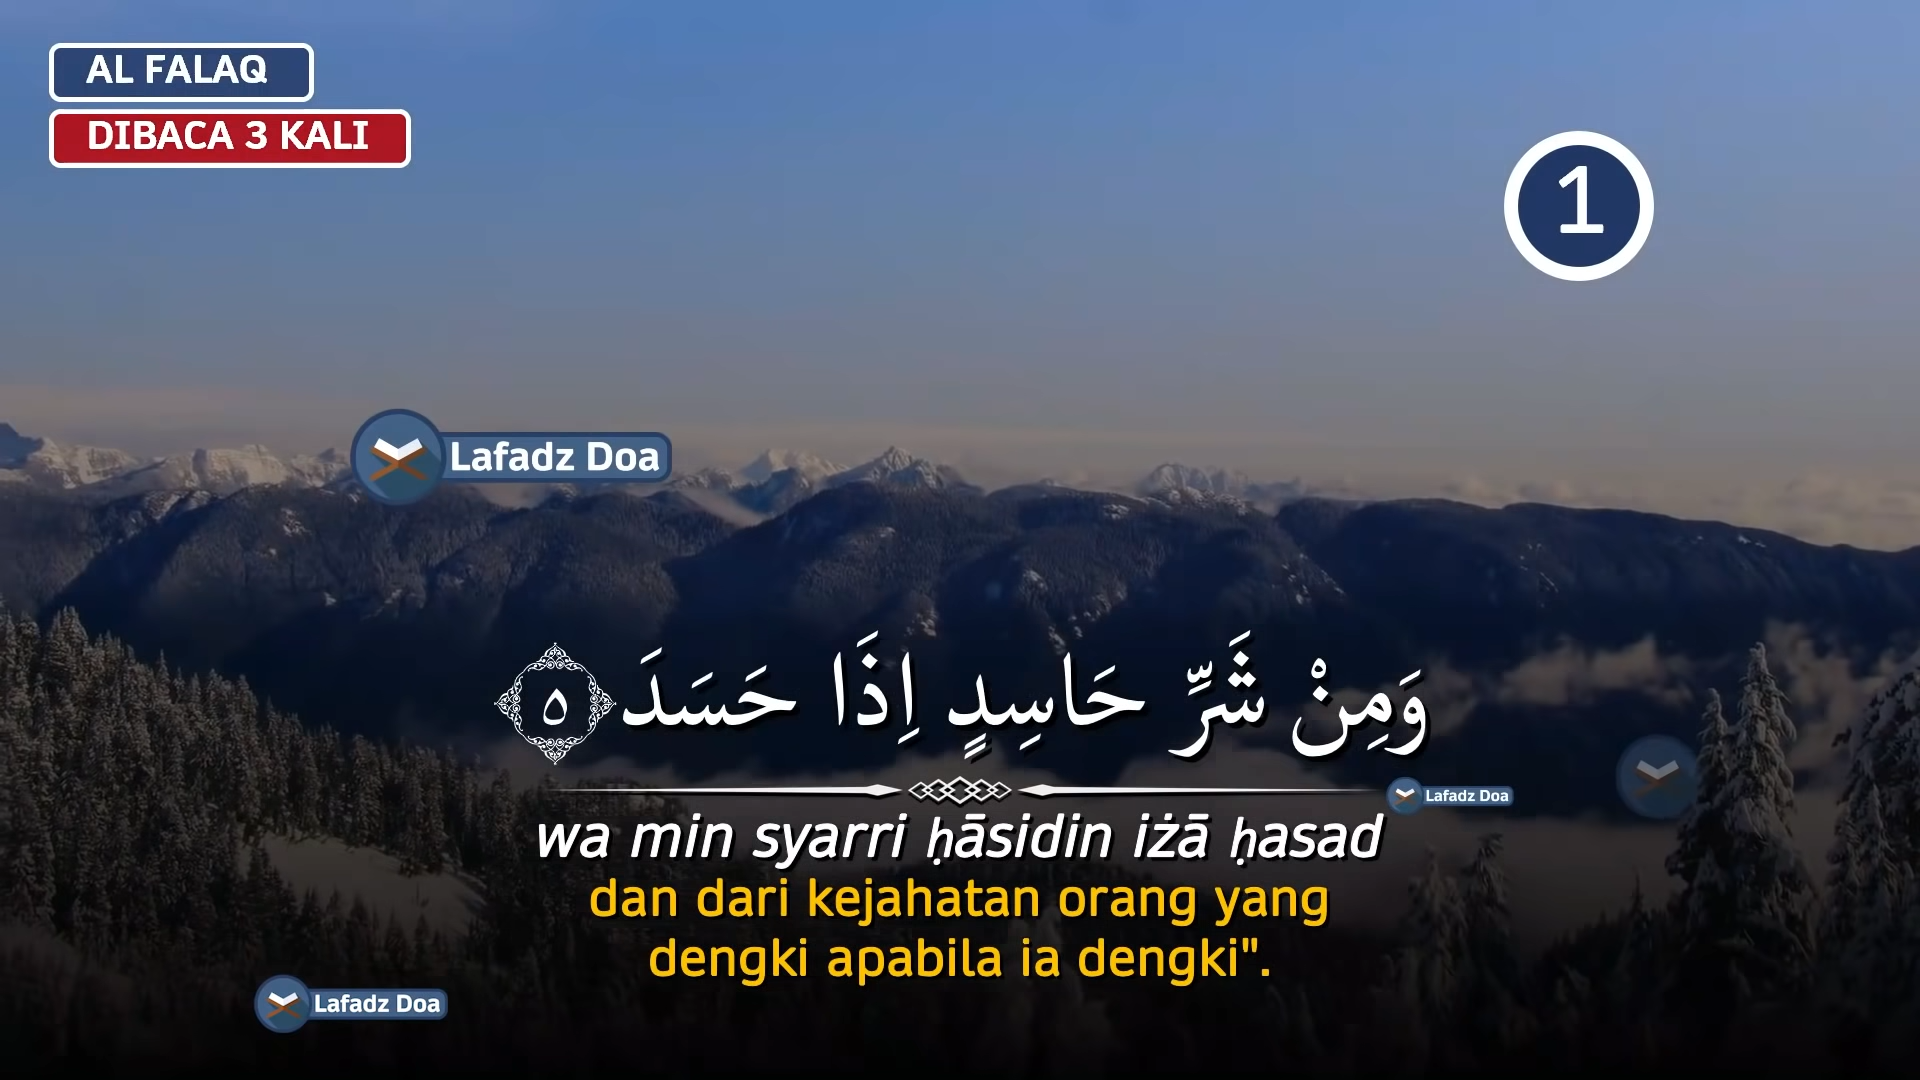 AL FALAQ
DIBACA 3 KALI
1
Lafadz Doa
وَمِنْ شَرِّ حَاسِدٍ اِذَا حَسَدَ ٥
Lafadz Doa
wa min syarri ḥāsidin iżā ḥasad
dan dari kejahatan orang yang
dengki apabila ia dengki".
Lafadz Doa